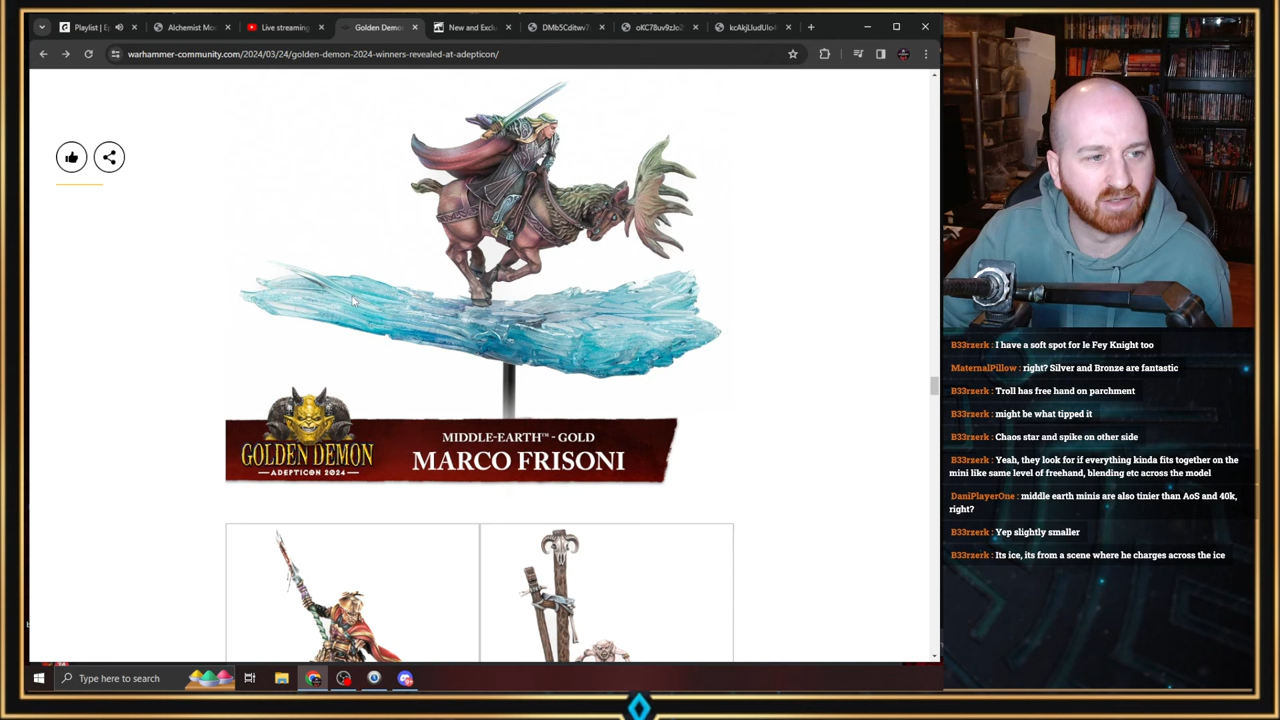 Playlist | E
Alchemist Mo
Live streaming
Golden Demon
New and Exclu
DMb5Cditwv7
oKC78uv9zJo2
kcAkjLludUIo4
warhammer-community.com/2024/03/24/golden-demon-2024-winners-revealed-at-adepticon/
GOLDEN DEMON
ADEPTICON 2024
MIDDLE-EARTH™ - GOLD
MARCO FRISONI
B33rzerk : I have a soft spot for le Fey Knight too
MaternalPillow : right? Silver and Bronze are fantastic
B33rzerk : Troll has free hand on parchment
B33rzerk : might be what tipped it
B33rzerk : Chaos star and spike on other side
B33rzerk : Yeah, they look for if everything kinda fits together on the
mini like same level of freehand, blending etc across the model
DaniPlayerOne : middle earth minis are also tinier than AoS and 40k,
right?
B33rzerk : Yep slightly smaller
B33rzerk : Its ice, its from a scene where he charges across the ice
Type here to search